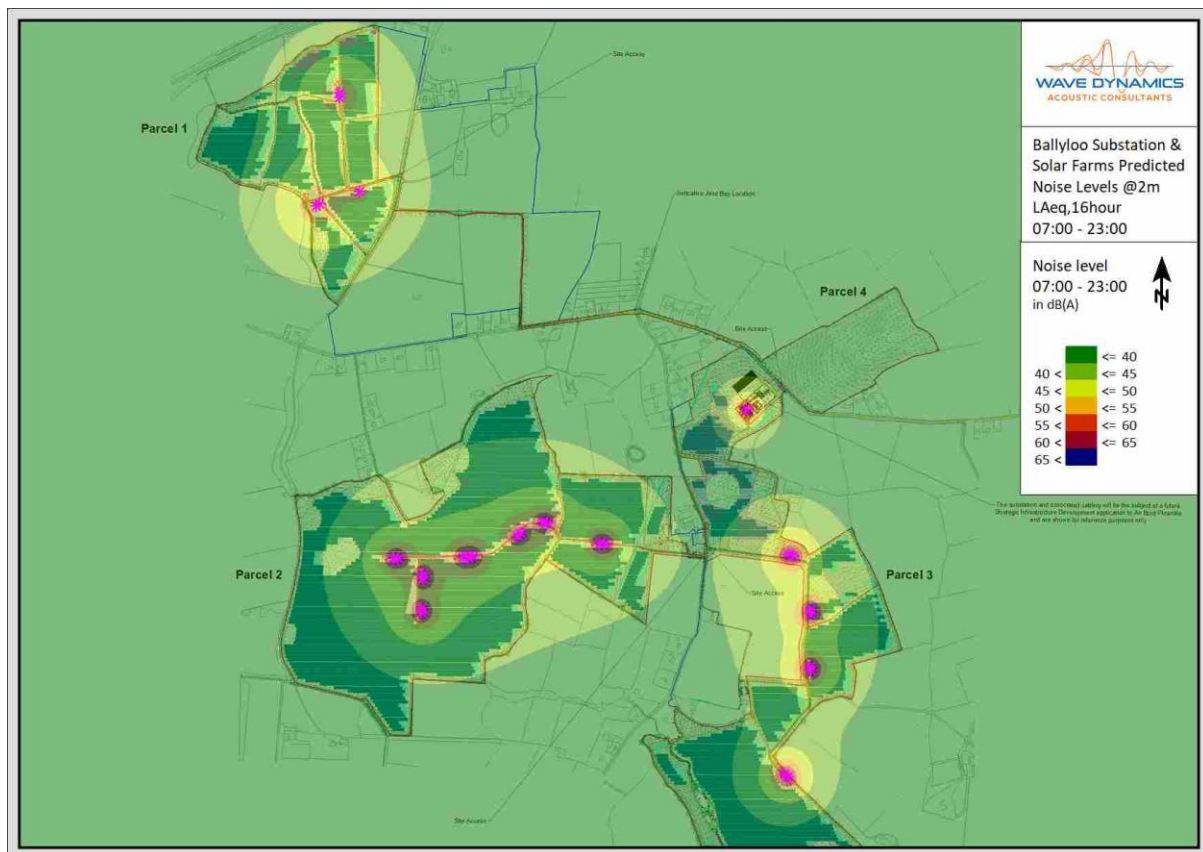 Site Access
Parcel 1
Indicative Area Bay Location
Parcel 4
Site Access
Parcel 2
Parcel 3
Site Access
Site Access
The substation and associated cabling will be the subject of a future
Strategic Infrastructure Development application to An Bord Pleanála
and are shown for reference purposes only
WAVE DYNAMICS
ACOUSTIC CONSULTANTS
Ballyloo Substation &
Solar Farms Predicted
Noise Levels @2m
LAeq,16hour
07:00 - 23:00
Noise level
07:00 - 23:00
in dB(A)
N
<= 40
40 < <= 45
45 < <= 50
50 < <= 55
55 < <= 60
60 < <= 65
65 <